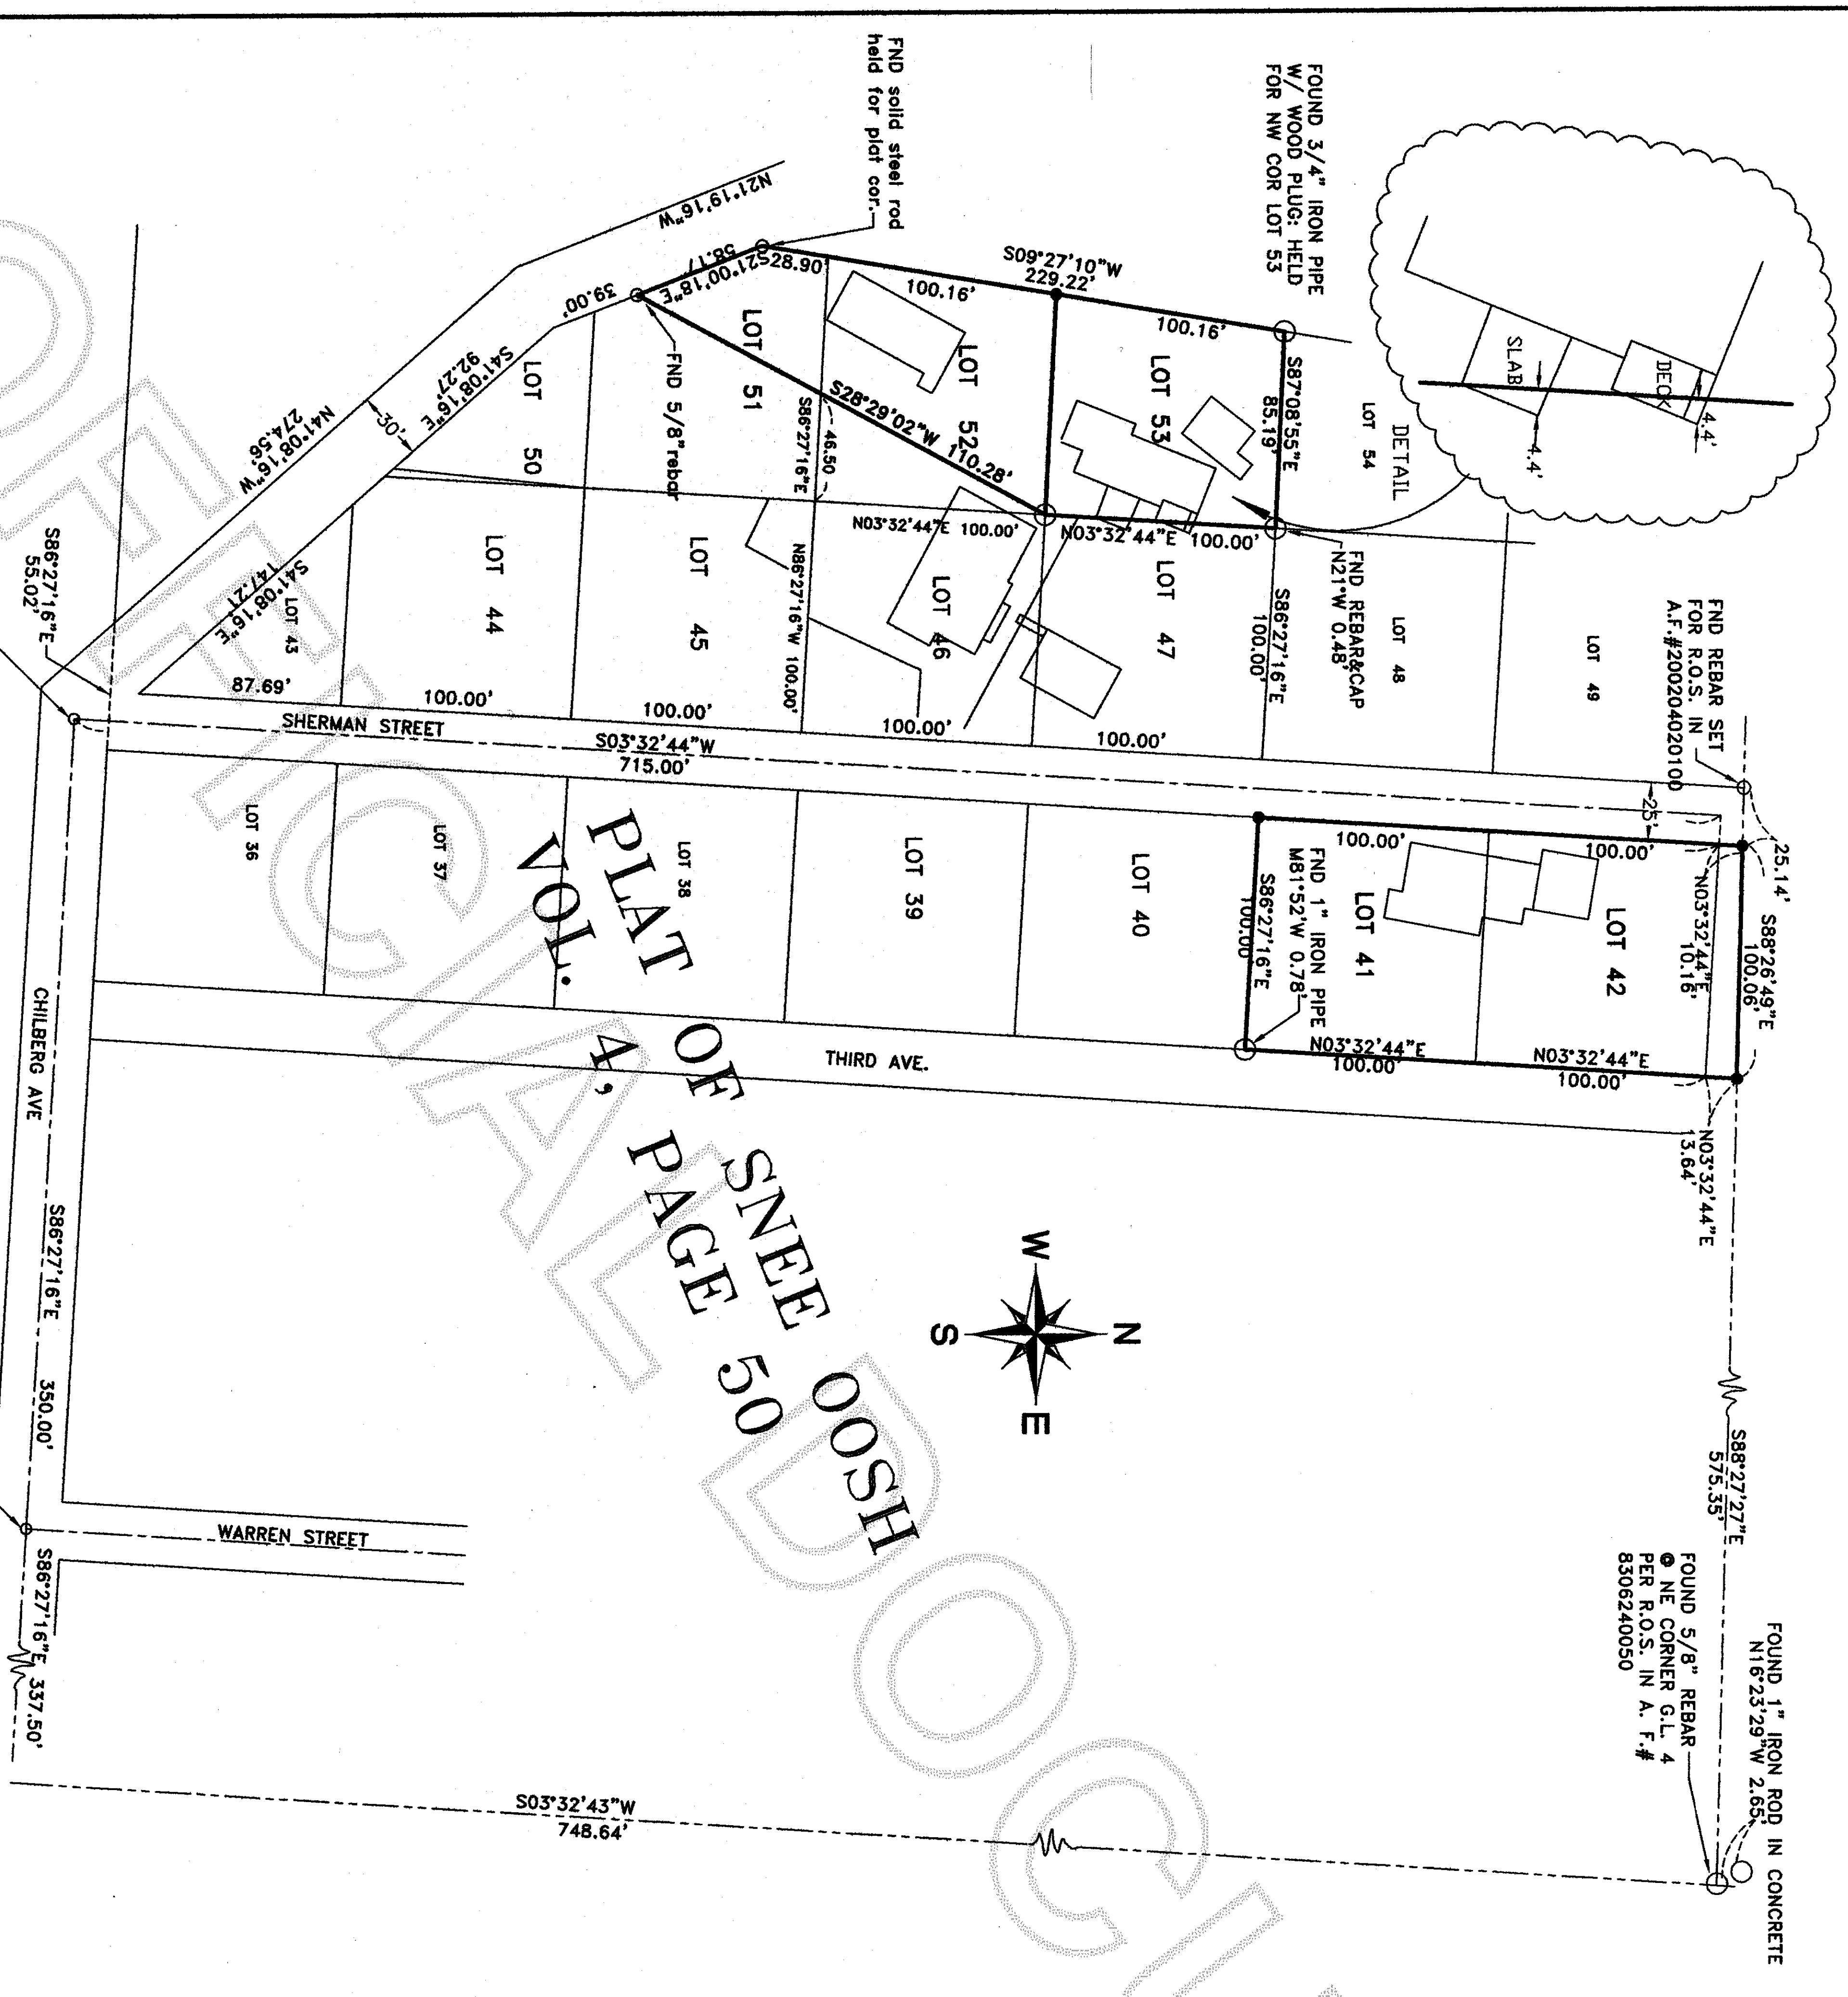 FOUND 3/4" IRON PIPE
W/ WOOD PLUG: HELD
FOR NW COR LOT 53
FND solid steel rod
held for plat cor.
SLAB
DECK
4.4'
4.4'
DETAIL
LOT 54
S87°08'55"E
85.19'
S09°27'10"W
229.22'
100.16'
100.16'
LOT 53
LOT 52
S28°29'02"W 110.28'
28.90'
LOT 51
S21°00'18"E
58.17'
N21°19'16"W
39.00'
FND 5/8" rebar
46.50
S86°27'16"E
LOT 50
S41°08'16"E
92.27'
30'
N41°08'16"W
274.56'
N03°32'44"E 100.00'
N03°32'44"E 100.00'
FND REBAR&CAP
N21°W 0.48'
FND REBAR SET
FOR R.O.S. IN
A.F.#200204020100
LOT 49
LOT 48
S86°27'16"E
100.00'
LOT 47
LOT 46
N86°27'16"W 100.00'
LOT 45
LOT 44
LOT 43
S41°08'16"E
147.21'
S86°27'16"E
55.02'
87.69'
100.00'
100.00'
100.00'
100.00'
SHERMAN STREET
S03°32'44"W
715.00'
25'
25.14'
S88°26'49"E
100.06'
N03°32'44"E
10.16'
100.00'
100.00'
LOT 42
LOT 41
FND 1" IRON PIPE
M81°52'W 0.78'
S86°27'16"E
100.00'
LOT 40
LOT 39
LOT 38
LOT 37
LOT 36
N03°32'44"E
100.00'
N03°32'44"E
100.00'
N03°32'44"E
13.64'
THIRD AVE.
PLAT OF SNEE OOSH
VOL. 4, PAGE 50
N
W
E
S
CHILBERG AVE
S86°27'16"E 350.00'
WARREN STREET
S86°27'16"E 337.50'
S88°27'27"E
575.35'
FOUND 1" IRON ROD IN CONCRETE
N16°23'29"W 2.65'
FOUND 5/8" REBAR
@ NE CORNER G.L. 4
PER R.O.S. IN A. F.#
8306240050
S03°32'43"W
748.64'